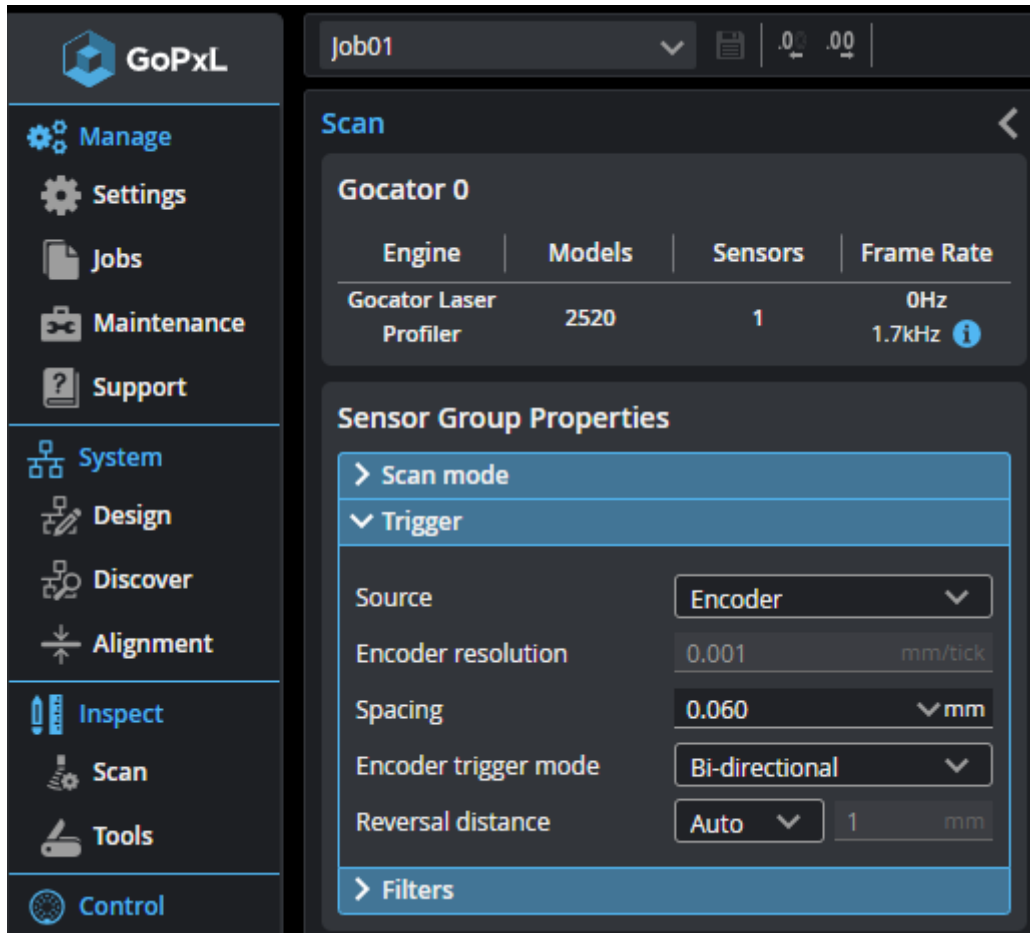 GoPxL
Manage
Settings
Jobs
Maintenance
Support
System
Design
Discover
Alignment
Inspect
Scan
Tools
Control
Job01
.00
.00
Scan
Gocator 0
Engine Models Sensors Frame Rate
Gocator Laser Profiler 2520 1 0Hz
1.7kHz
Sensor Group Properties
Scan mode
Trigger
Source Encoder
Encoder resolution 0.001 mm/tick
Spacing 0.060 mm
Encoder trigger mode Bi-directional
Reversal distance Auto 1 mm
Filters